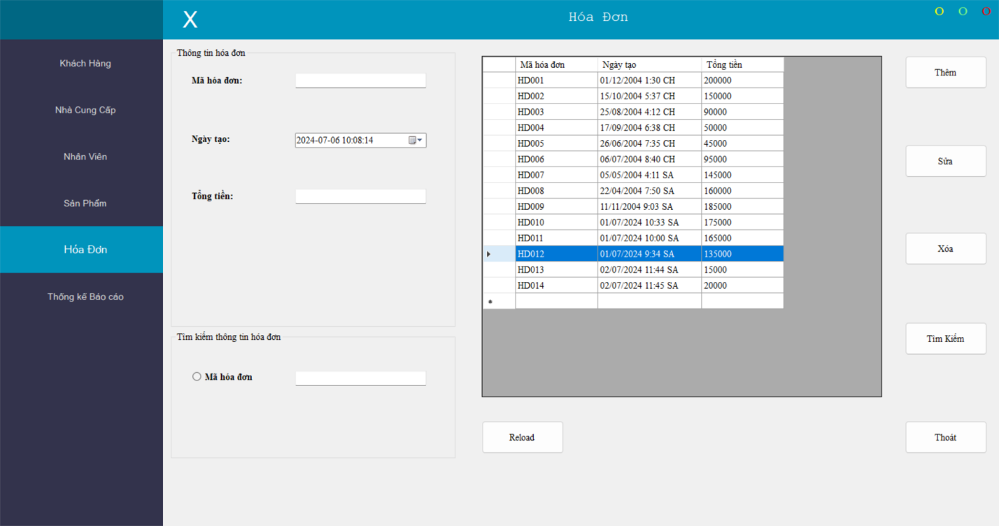 X
Hóa Đơn
O O O
Khách Hàng
Nhà Cung Cấp
Nhân Viên
Sản Phẩm
Hóa Đơn
Thống kê Báo cáo
Thông tin hóa đơn
Mã hóa đơn:
Ngày tạo:
2024-07-06 10:08:14
Tổng tiền:
Tìm kiếm thông tin hóa đơn
Mã hóa đơn
Mã hóa đơn Ngày tạo Tổng tiền
HD001 01/12/2004 1:30 CH 200000
HD002 15/10/2004 5:37 CH 150000
HD003 25/08/2004 4:12 CH 90000
HD004 17/09/2004 6:38 CH 50000
HD005 26/06/2004 7:35 CH 45000
HD006 06/07/2004 8:40 CH 95000
HD007 05/05/2004 4:11 SA 145000
HD008 22/04/2004 7:50 SA 160000
HD009 11/11/2004 9:03 SA 185000
HD010 01/07/2024 10:33 SA 175000
HD011 01/07/2024 10:00 SA 165000
HD012 01/07/2024 9:34 SA 135000
HD013 02/07/2024 11:44 SA 15000
HD014 02/07/2024 11:45 SA 20000
Reload
Thêm
Sửa
Xóa
Tìm Kiếm
Thoát